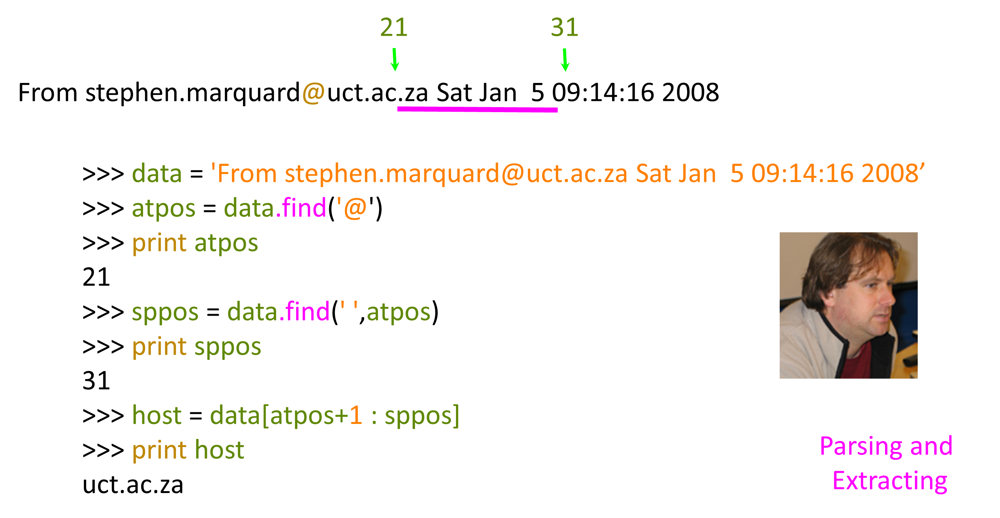 21 31
From stephen.marquard@uct.ac.za Sat Jan  5 09:14:16 2008
>>> data = 'From stephen.marquard@uct.ac.za Sat Jan  5 09:14:16 2008’
>>> atpos = data.find('@')
>>> print atpos
21
>>> sppos = data.find(' ',atpos)
>>> print sppos
31
>>> host = data[atpos+1 : sppos]
>>> print host
uct.ac.za
Parsing and
Extracting